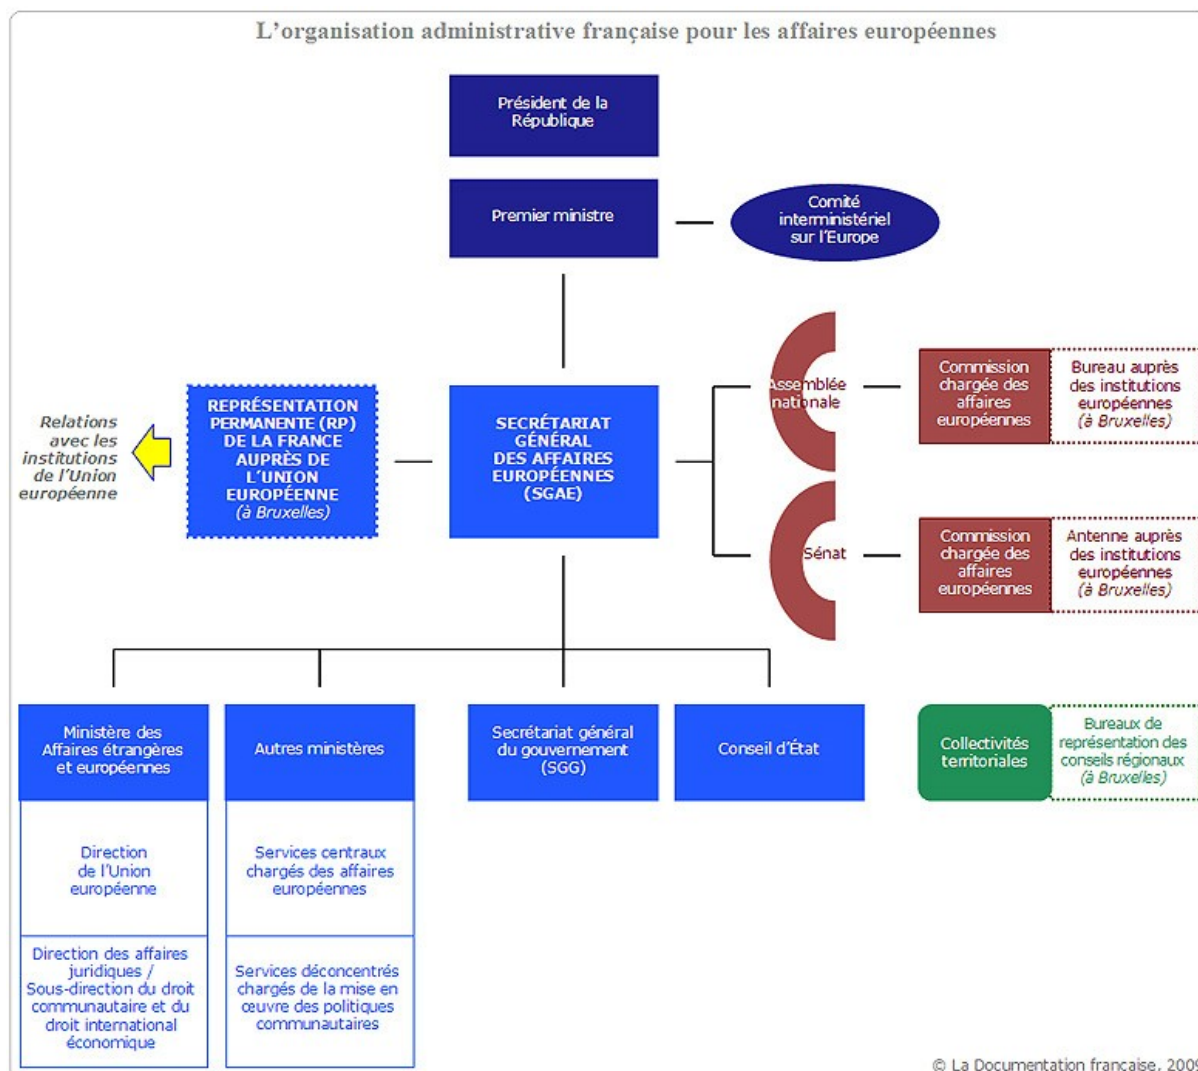 L'organisation administrative française pour les affaires européennes
Président de la
République
Premier ministre
Comité
interministériel
sur l'Europe
Relations
avec les
institutions
de l'Union
européenne
REPRÉSENTATION
PERMANENTE (RP)
DE LA FRANCE
AUPRÈS DE
L'UNION
EUROPÉENNE
(à Bruxelles)
SECRÉTARIAT
GÉNÉRAL
DES AFFAIRES
EUROPÉENNES
(SGAE)
Assemblée
nationale
Commission
chargée des
affaires
européennes
Bureau auprès
des institutions
européennes
(à Bruxelles)
Sénat
Commission
chargée des
affaires
européennes
Antenne auprès
des institutions
européennes
(à Bruxelles)
Ministère des
Affaires étrangères
et européennes
Direction
de l'Union
européenne
Direction des affaires
juridiques /
Sous-direction du droit
communautaire et du
droit international
économique
Autres ministères
Services centraux
chargés des affaires
européennes
Services déconcentrés
chargés de la mise en
œuvre des politiques
communautaires
Secrétariat général
du gouvernement
(SGG)
Conseil d'État
Collectivités
territoriales
Bureaux de
représentation des
conseils régionaux
(à Bruxelles)
© La Documentation française, 2009